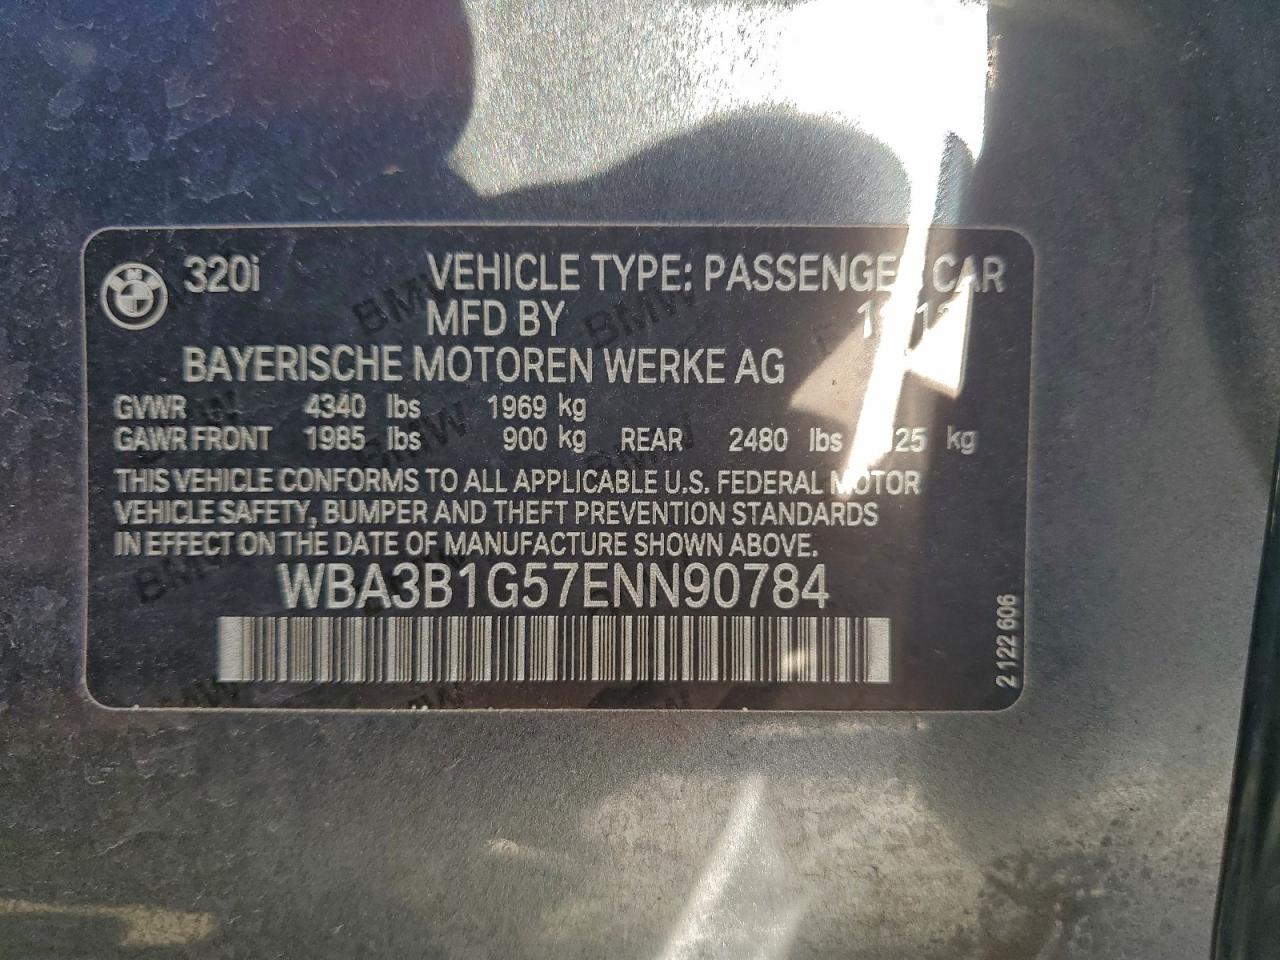 320i VEHICLE TYPE: PASSENGER CAR
MFD BY
BAYERISCHE MOTOREN WERKE AG
GVWR 4340 lbs 1969 kg
GAWR FRONT 1985 lbs 900 kg REAR 2480 lbs kg
THIS VEHICLE CONFORMS TO ALL APPLICABLE U.S. FEDERAL MOTOR
VEHICLE SAFETY, BUMPER AND THEFT PREVENTION STANDARDS
IN EFFECT ON THE DATE OF MANUFACTURE SHOWN ABOVE.
WBA3B1G57ENN90784
2 122 606